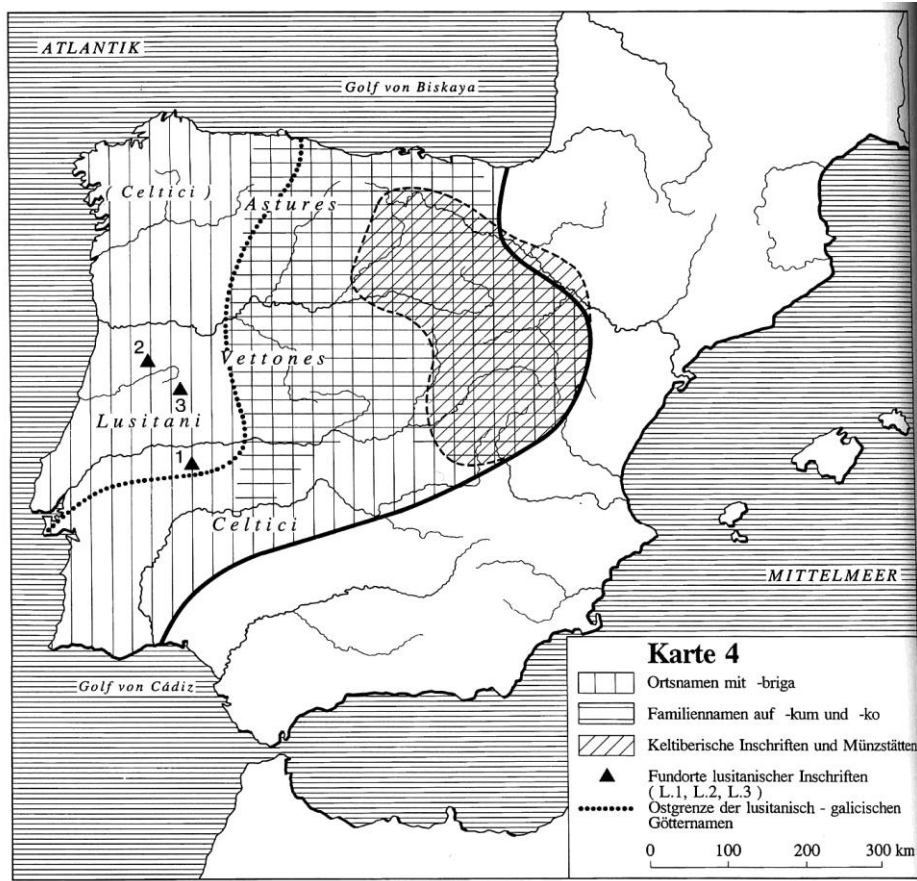 ATLANTIK
Golf von Biskaya
( Celtici )
Astures
2
Vettones
3
Lusitani
1
Celtici
MITTELMEER
Golf von Cádiz
Karte 4
Ortsnamen mit -briga
Familiennamen auf -kum und -ko
Keltiberische Inschriften und Münzstätten
Fundorte lusitanischer Inschriften
( L.1, L.2, L.3 )
Ostgrenze der lusitanisch - galicischen
Götternamen
0 100 200 300 km